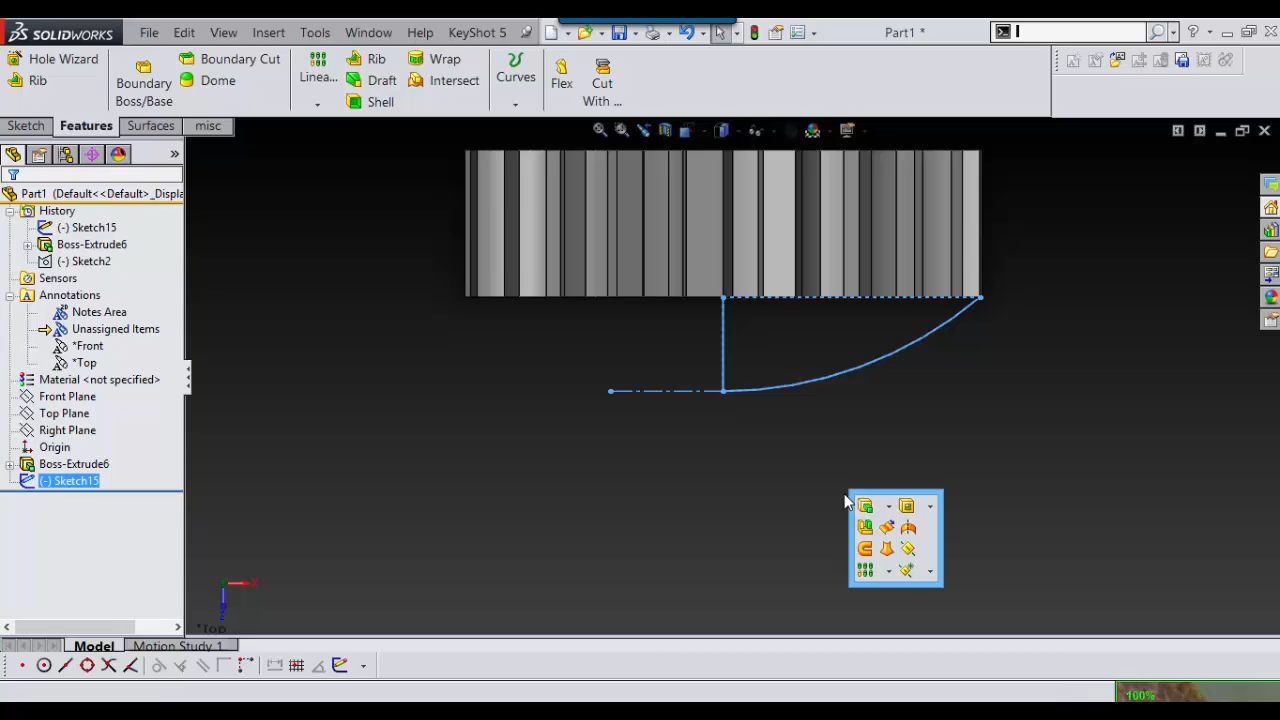 SOLIDWORKS File Edit View Insert Tools Window Help KeyShot 5 Part1 *
Hole Wizard
Rib
Boundary Boss/Base
Boundary Cut
Dome
Linea...
Rib
Draft
Shell
Wrap
Intersect
Curves
Flex
Cut With ...
Sketch Features Surfaces misc
Part1 (Default<<Default>_Displa
History
(-) Sketch15
Boss-Extrude6
(-) Sketch2
Sensors
Annotations
Notes Area
Unassigned Items
*Front
*Top
Material <not specified>
Front Plane
Top Plane
Right Plane
Origin
Boss-Extrude6
(-) Sketch15
X
Z
*Top
Model Motion Study 1
100%